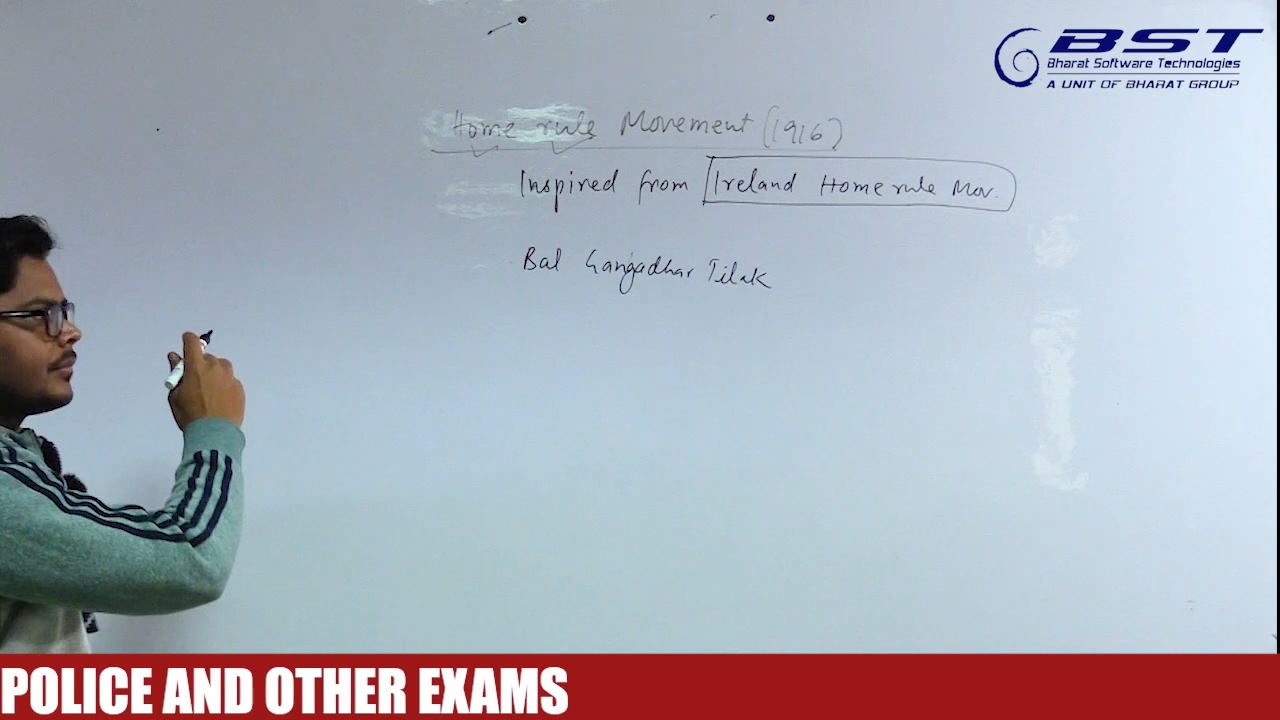 BST
Bharat Software Technologies
A UNIT OF BHARAT GROUP
Home rule Movement (1916)
Inspired from Ireland Home rule Mov.
Bal Gangadhar Tilak
POLICE AND OTHER EXAMS